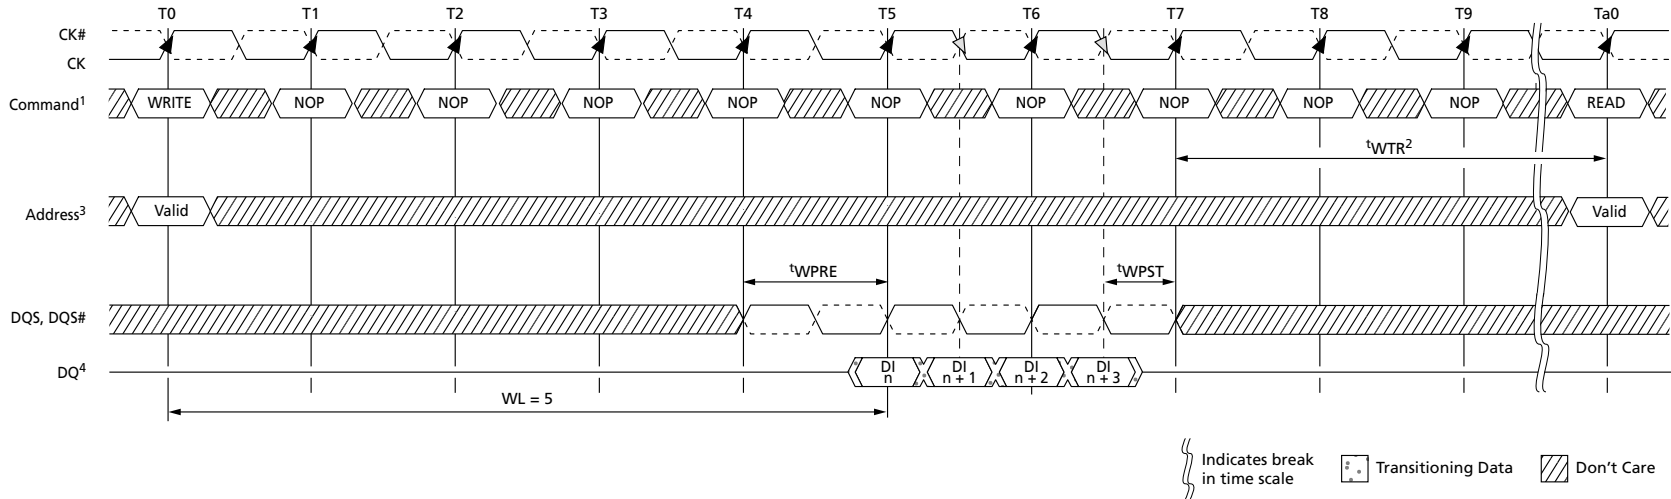 T0 T1 T2 T3 T4 T5 T6 T7 T8 T9 Ta0
CK#
CK
Command1 WRITE NOP NOP NOP NOP NOP NOP NOP NOP NOP READ
tWTR2
Address3 Valid Valid
tWPRE tWPST
DQS, DQS#
DQ4 DI n DI n + 1 DI n + 2 DI n + 3
WL = 5
Indicates break
in time scale
Transitioning Data
Don't Care